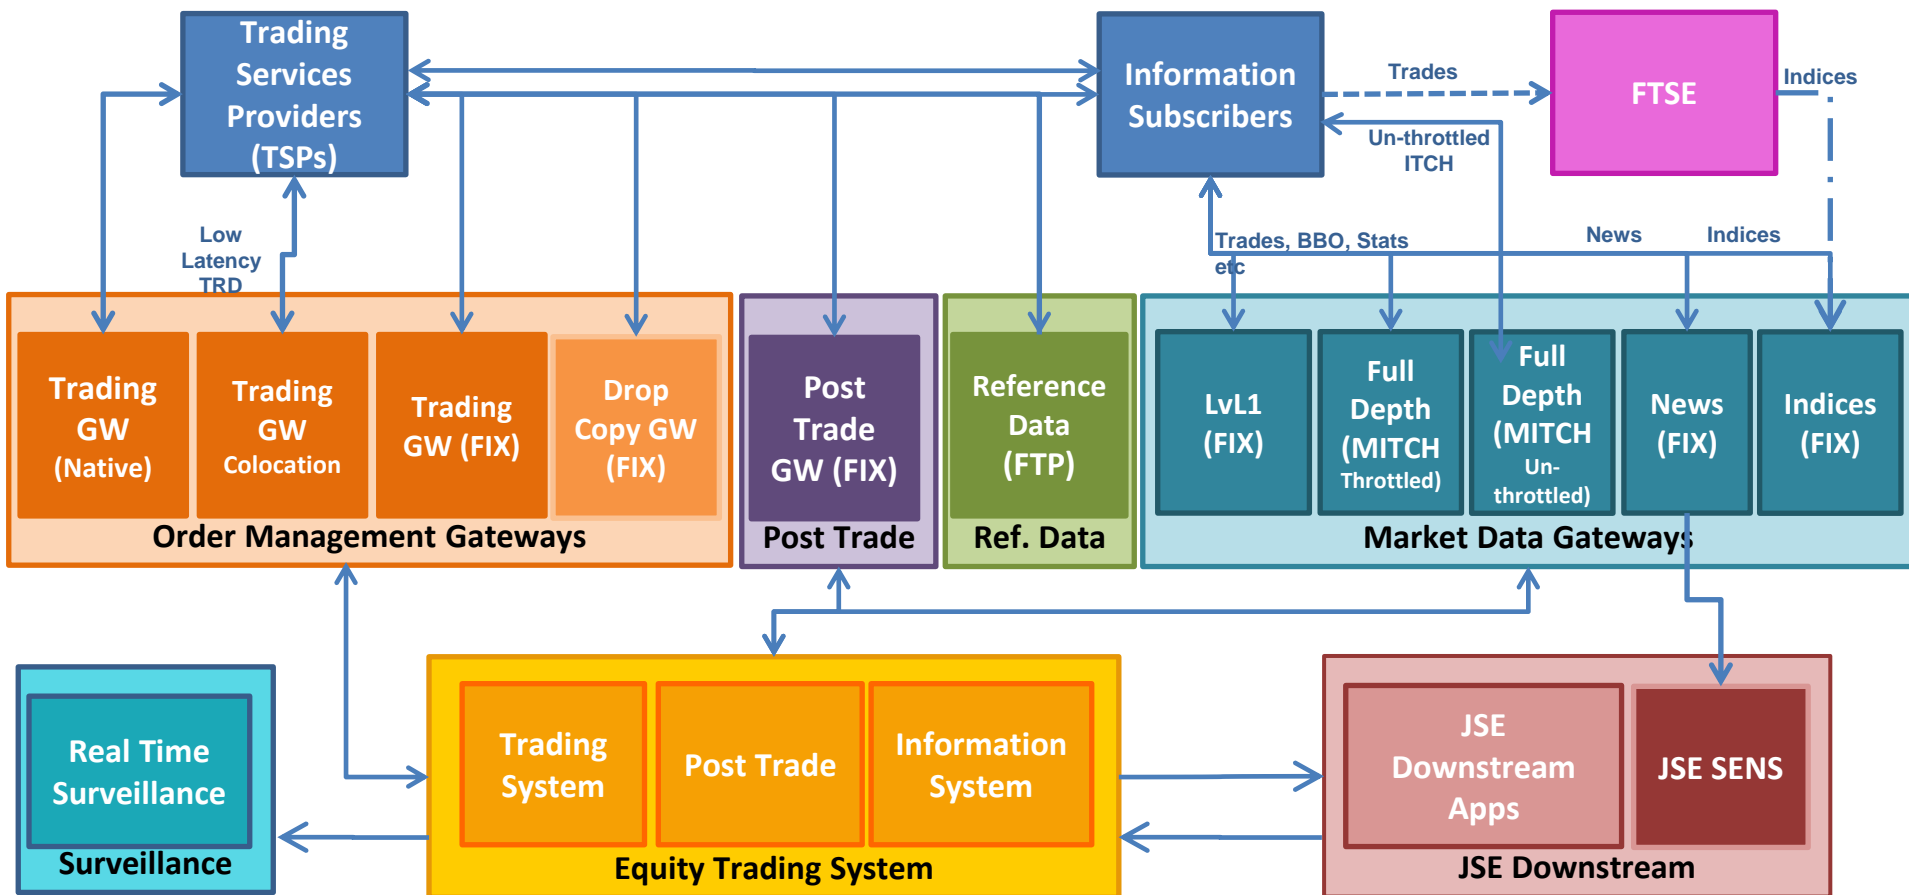 Trading
Services
Providers
(TSPs)
Information
Subscribers
Trades
FTSE
Indices
Un-throttled
ITCH
Low
Latency
TRD
Trades, BBO, Stats
etc
News
Indices
Trading
GW
(Native)
Trading
GW
Colocation
Trading
GW (FIX)
Drop
Copy GW
(FIX)
Order Management Gateways
Post
Trade
GW (FIX)
Post Trade
Reference
Data
(FTP)
Ref. Data
LvL1
(FIX)
Full
Depth
(MITCH
Throttled)
Full
Depth
(MITCH
Un-
throttled)
News
(FIX)
Indices
(FIX)
Market Data Gateways
Real Time
Surveillance
Surveillance
Trading
System
Post Trade
Information
System
Equity Trading System
JSE
Downstream
Apps
JSE SENS
JSE Downstream